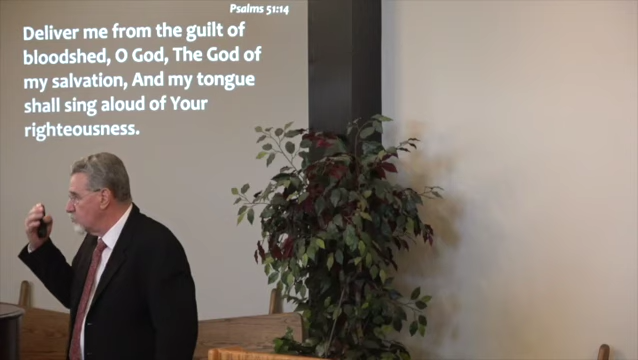 Psalms 51:14
Deliver me from the guilt of
bloodshed, O God, The God of
my salvation, And my tongue
shall sing aloud of Your
righteousness.